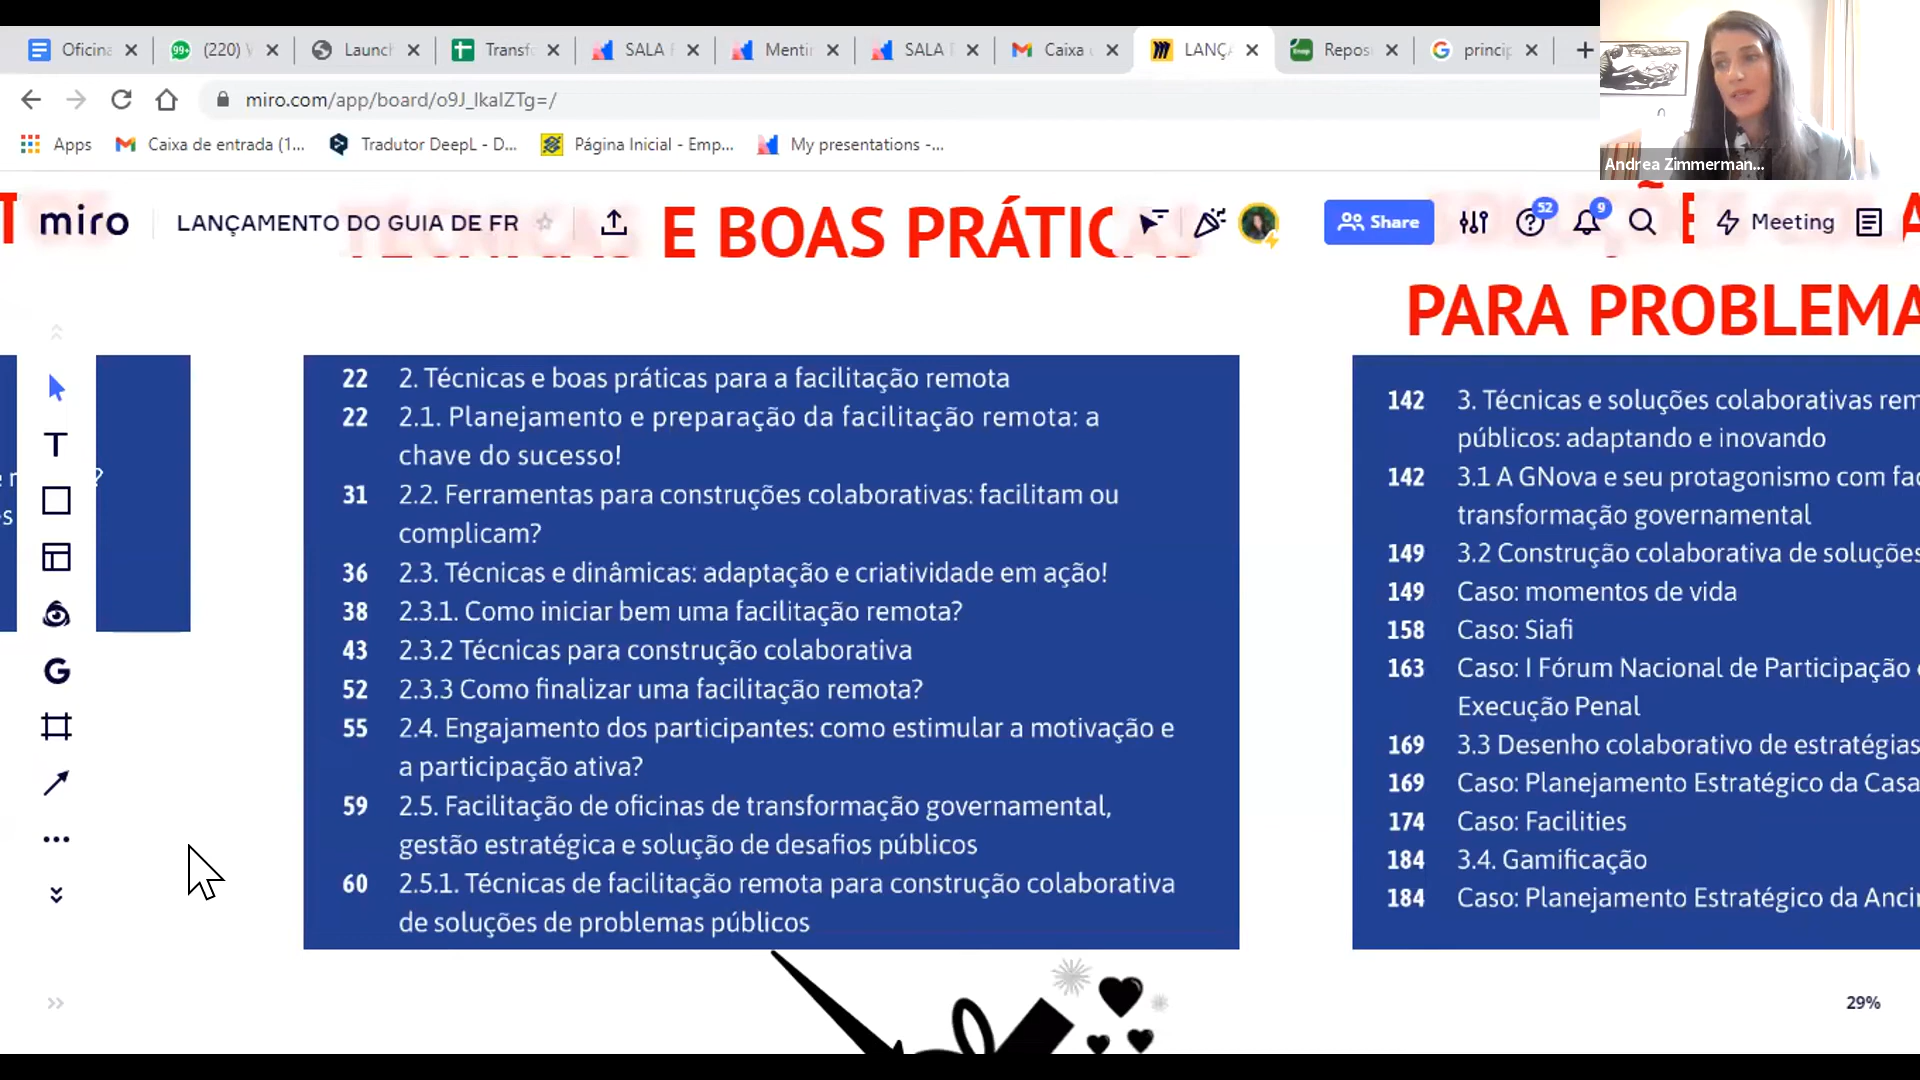 Oficina
99+ (220)
Launch
Transf
SALA
Menti
SALA
Caixa
LANÇA
Repos
princip
miro.com/app/board/o9J_lkalZTg=/
Apps
Caixa de entrada (1...
Tradutor DeepL - D...
Página Inicial - Emp...
My presentations -...
Andrea Zimmerman...
miro
LANÇAMENTO DO GUIA DE FR
Share
52
9
Meeting
E BOAS PRÁTICAS
PARA PROBLEMA
22 2. Técnicas e boas práticas para a facilitação remota
22 2.1. Planejamento e preparação da facilitação remota: a
chave do sucesso!
31 2.2. Ferramentas para construções colaborativas: facilitam ou
complicam?
36 2.3. Técnicas e dinâmicas: adaptação e criatividade em ação!
38 2.3.1. Como iniciar bem uma facilitação remota?
43 2.3.2 Técnicas para construção colaborativa
52 2.3.3 Como finalizar uma facilitação remota?
55 2.4. Engajamento dos participantes: como estimular a motivação e
a participação ativa?
59 2.5. Facilitação de oficinas de transformação governamental,
gestão estratégica e solução de desafios públicos
60 2.5.1. Técnicas de facilitação remota para construção colaborativa
de soluções de problemas públicos
142 3. Técnicas e soluções colaborativas rem
públicos: adaptando e inovando
142 3.1 A GNova e seu protagonismo com fac
transformação governamental
149 3.2 Construção colaborativa de soluções
149 Caso: momentos de vida
158 Caso: Siafi
163 Caso: I Fórum Nacional de Participação
Execução Penal
169 3.3 Desenho colaborativo de estratégias
169 Caso: Planejamento Estratégico da Casa
174 Caso: Facilities
184 3.4. Gamificação
184 Caso: Planejamento Estratégico da Anci
29%